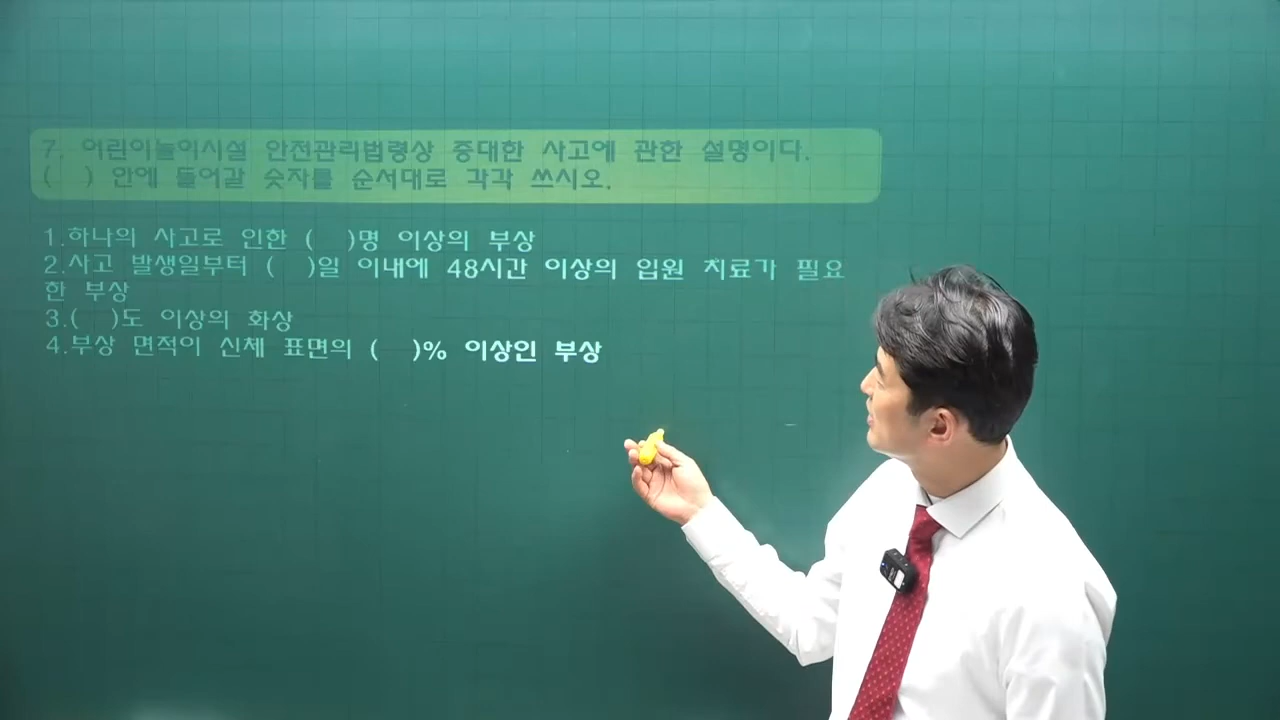 7. 어린이놀이시설 안전관리법령상 중대한 사고에 관한 설명이다.
(   ) 안에 들어갈 숫자를 순서대로 각각 쓰시오.
1.하나의 사고로 인한 (   )명 이상의 부상
2.사고 발생일부터 (   )일 이내에 48시간 이상의 입원 치료가 필요
한 부상
3.(   )도 이상의 화상
4.부상 면적이 신체 표면의 (   )% 이상인 부상